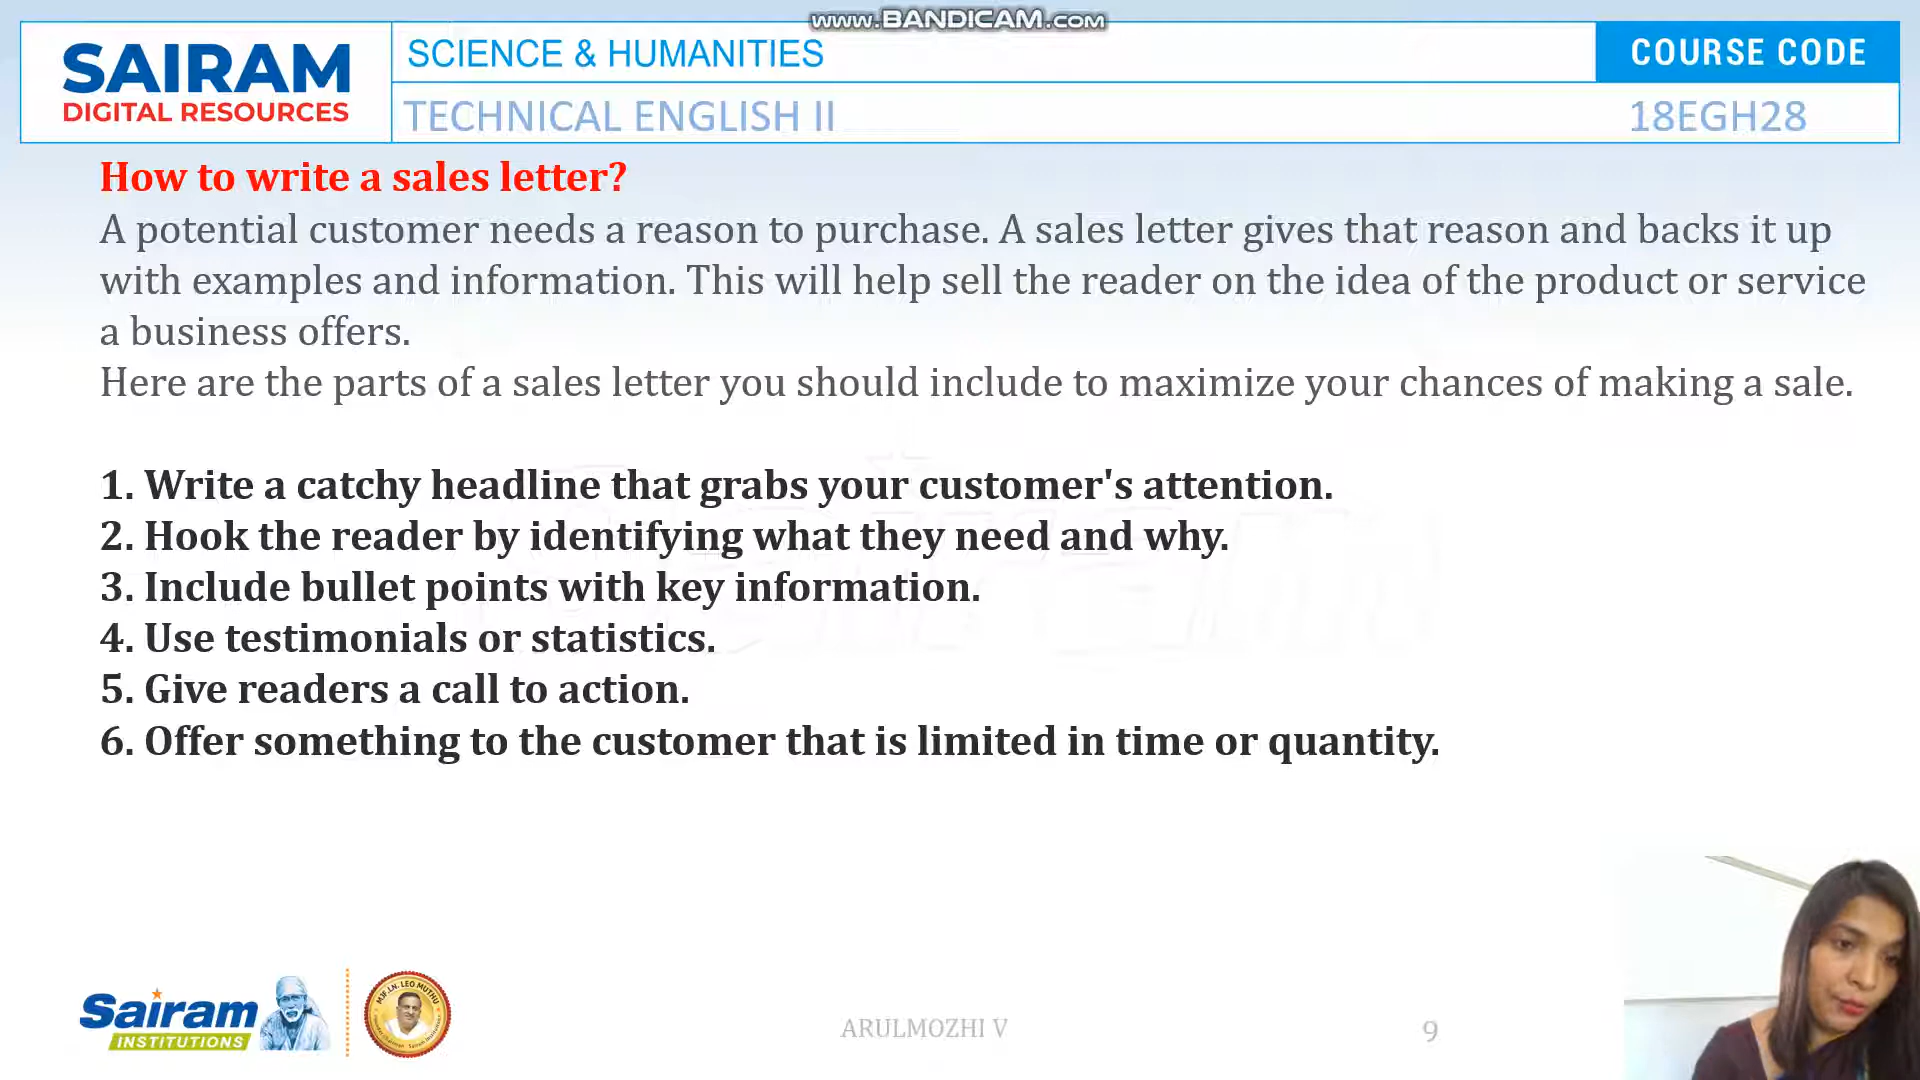 www.BANDICAM.com
SAIRAM
DIGITAL RESOURCES
SCIENCE & HUMANITIES
COURSE CODE
TECHNICAL ENGLISH II
18EGH28
How to write a sales letter?
A potential customer needs a reason to purchase. A sales letter gives that reason and backs it up
with examples and information. This will help sell the reader on the idea of the product or service
a business offers.
Here are the parts of a sales letter you should include to maximize your chances of making a sale.
1. Write a catchy headline that grabs your customer's attention.
2. Hook the reader by identifying what they need and why.
3. Include bullet points with key information.
4. Use testimonials or statistics.
5. Give readers a call to action.
6. Offer something to the customer that is limited in time or quantity.
Sairam
INSTITUTIONS
MJF.LN. LEO MUTHU
ARULMOZHI V
9